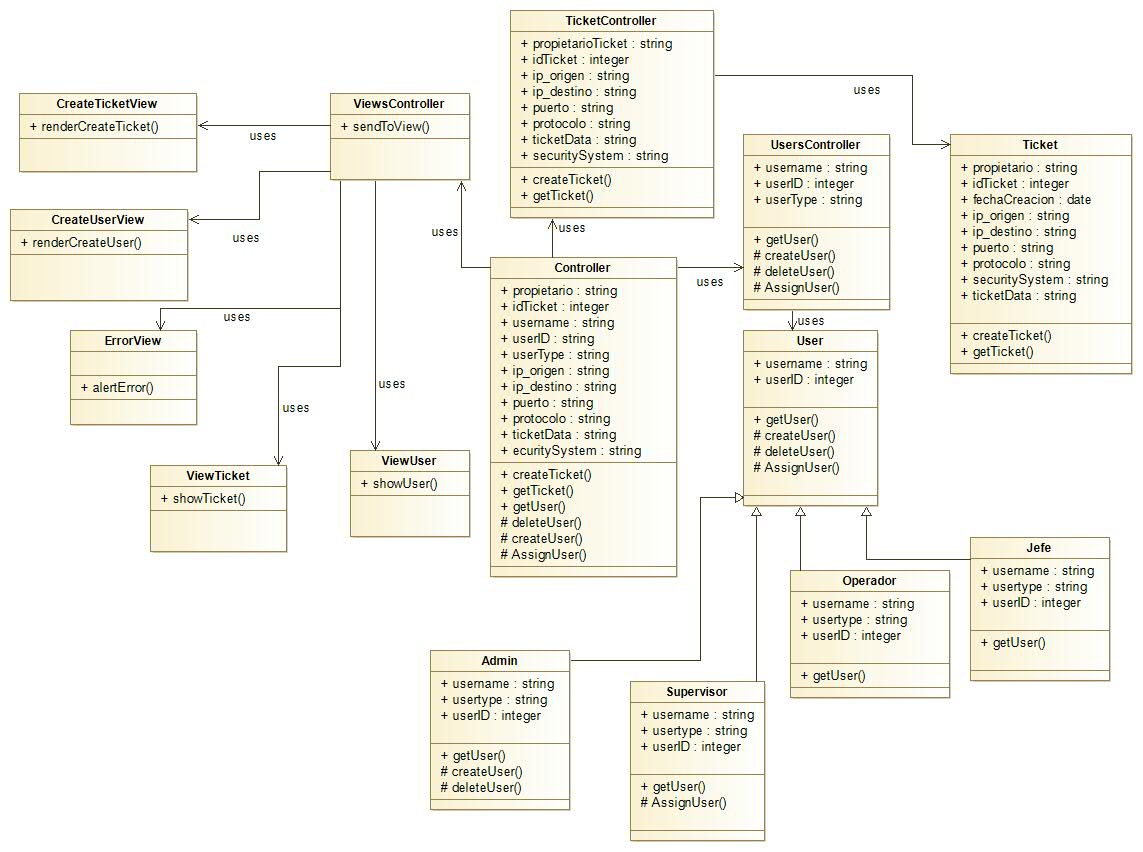 TicketController
+ propietarioTicket : string
+ idTicket : integer
+ ip_origen : string
+ ip_destino : string
+ puerto : string
+ protocolo : string
+ ticketData : string
+ securitySystem : string
+ createTicket()
+ getTicket()
uses
CreateTicketView
+ renderCreateTicket()
uses
ViewsController
+ sendToView()
CreateUserView
+ renderCreateUser()
uses
uses
uses
UsersController
+ username : string
+ userID : integer
+ userType : string
+ getUser()
# createUser()
# deleteUser()
# AssignUser()
Ticket
+ propietario : string
+ idTicket : integer
+ fechaCreacion : date
+ ip_origen : string
+ ip_destino : string
+ puerto : string
+ protocolo : string
+ securitySystem : string
+ ticketData : string
+ createTicket()
+ getTicket()
Controller
+ propietario : string
+ idTicket : integer
+ username : string
+ userID : string
+ userType : string
+ ip_origen : string
+ ip_destino : string
+ puerto : string
+ protocolo : string
+ ticketData : string
+ ecuritySystem : string
+ createTicket()
+ getTicket()
+ getUser()
# deleteUser()
# createUser()
# AssignUser()
uses
uses
uses
ErrorView
+ alertError()
User
+ username : string
+ userID : integer
+ getUser()
# createUser()
# deleteUser()
# AssignUser()
uses
uses
ViewTicket
+ showTicket()
ViewUser
+ showUser()
Jefe
+ username : string
+ usertype : string
+ userID : integer
+ getUser()
Operador
+ username : string
+ usertype : string
+ userID : integer
+ getUser()
Admin
+ username : string
+ usertype : string
+ userID : integer
+ getUser()
# createUser()
# deleteUser()
Supervisor
+ username : string
+ usertype : string
+ userID : integer
+ getUser()
# AssignUser()